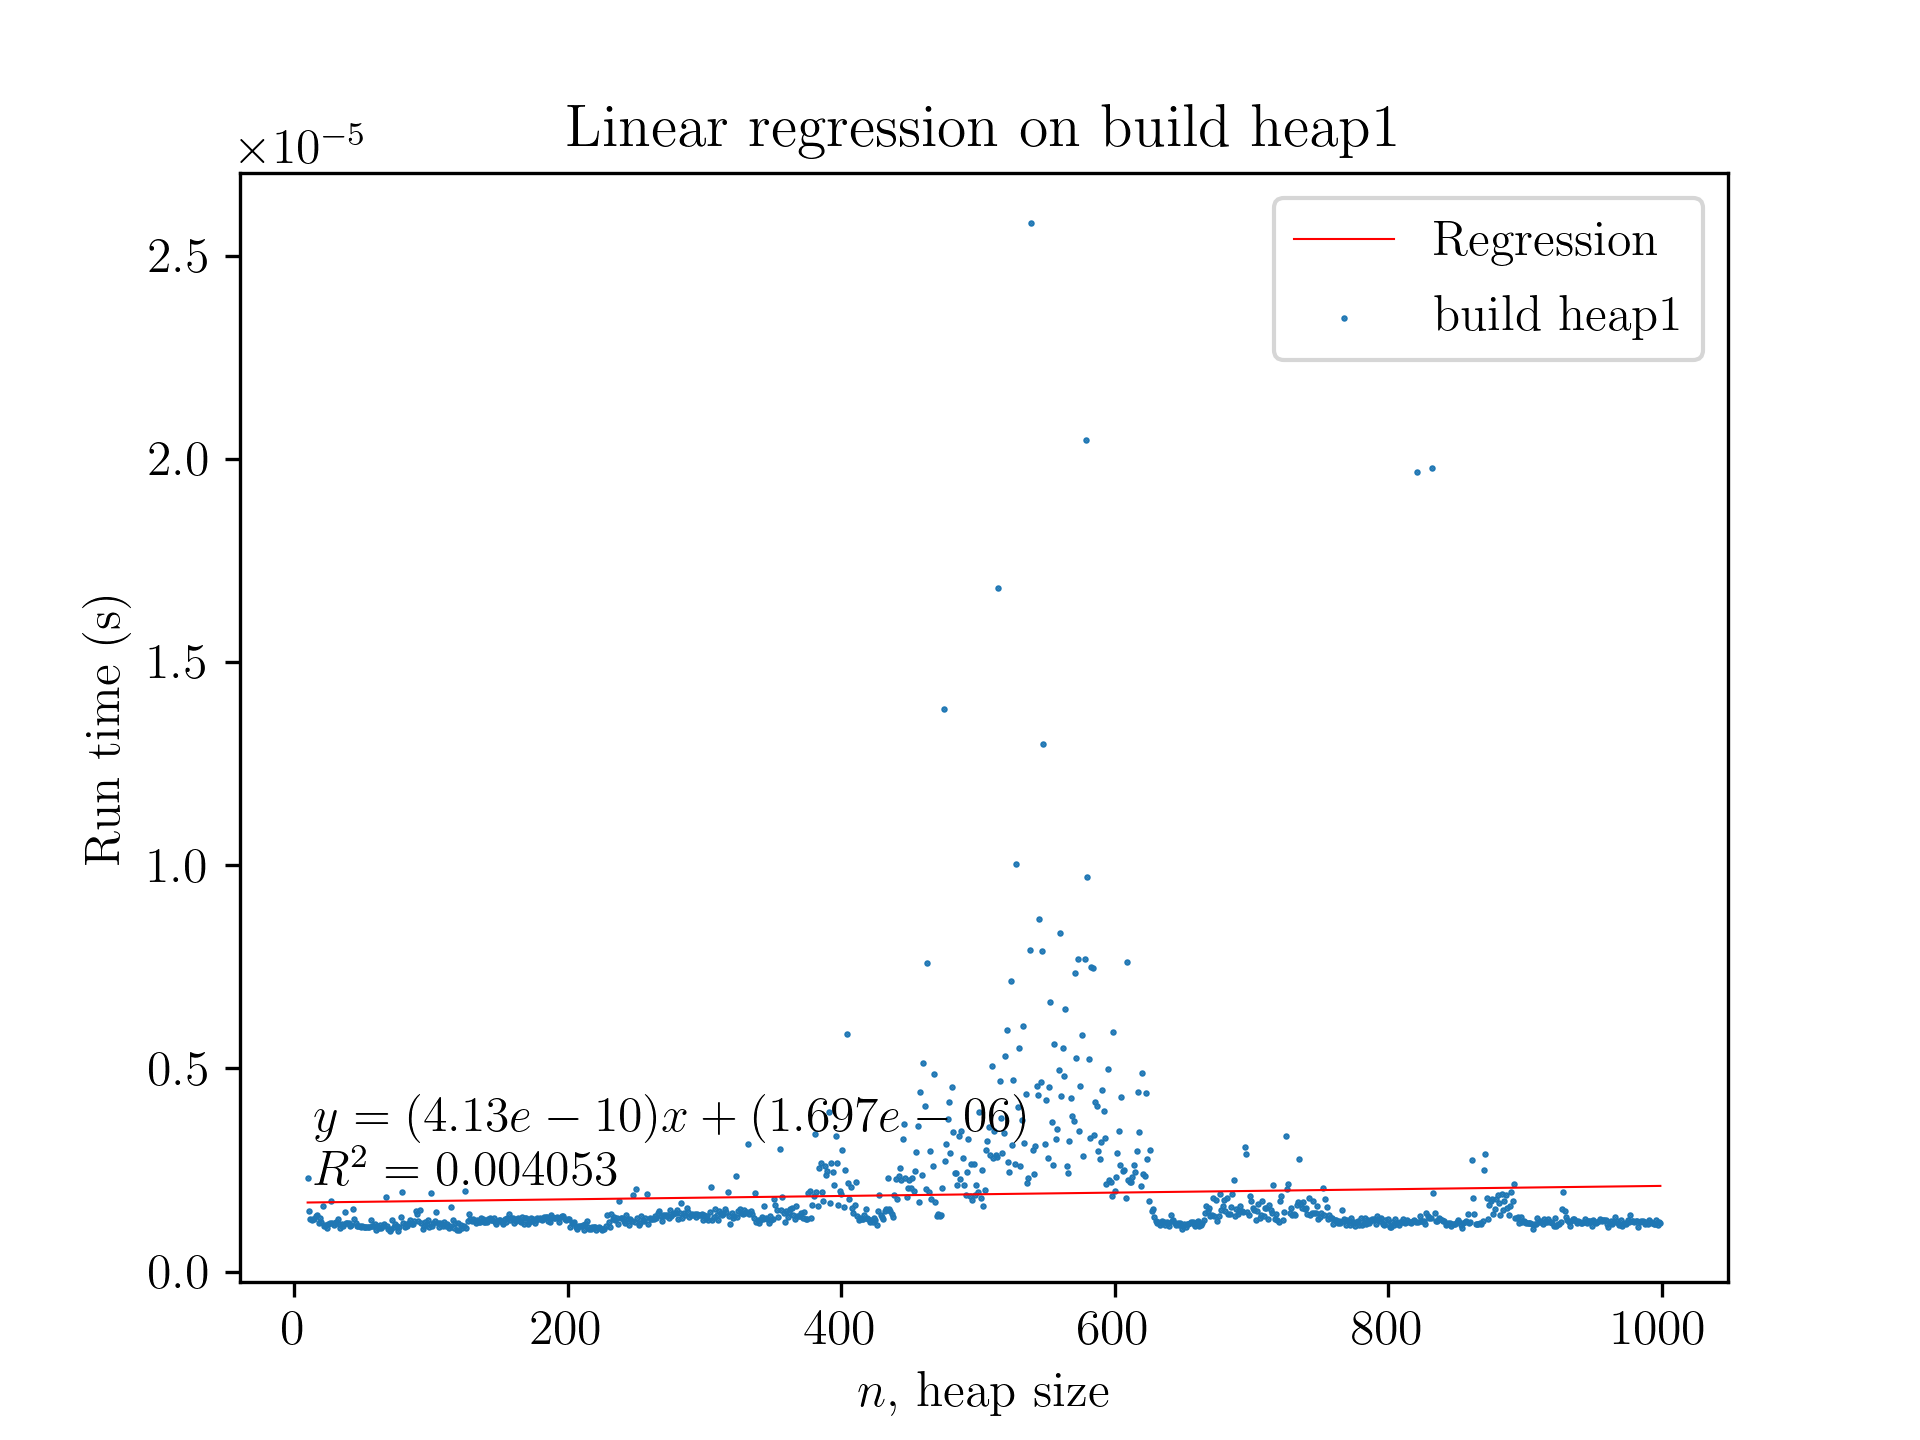 Linear regression on build heap1
×10⁻⁵
2.5
2.0
1.5
1.0
0.5
0.0
Run time (s)
Regression
build heap1
y = (4.13e − 10)x + (1.697e − 06)
R² = 0.004053
0 200 400 600 800 1000
n, heap size